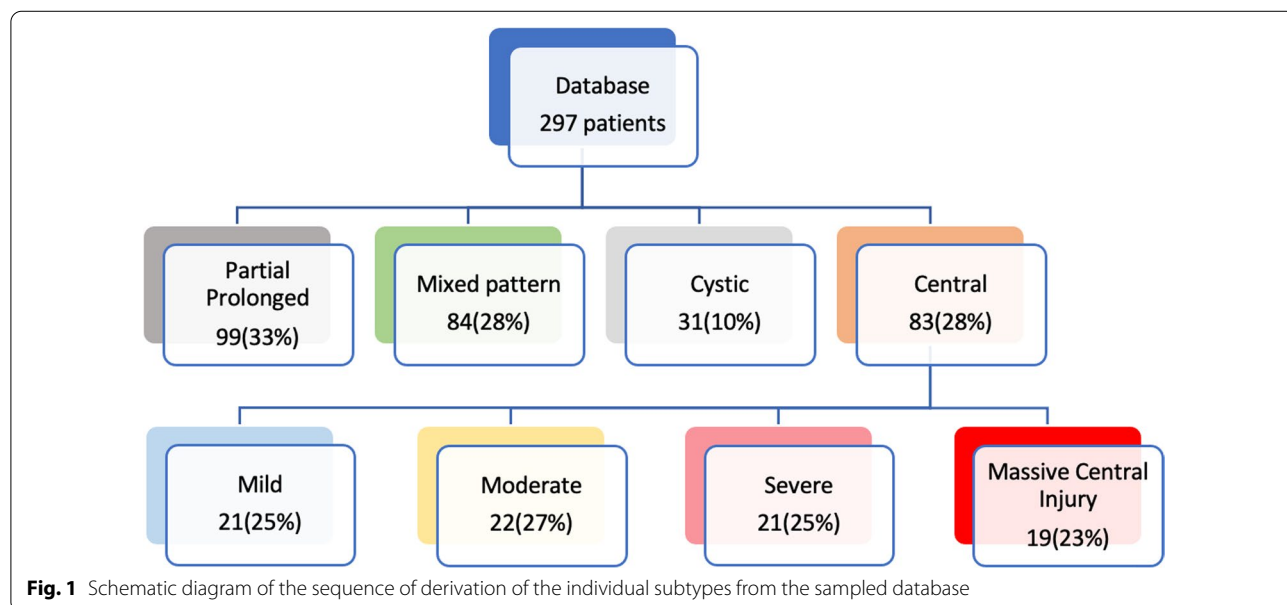 Database
297 patients
Partial
Prolonged
99(33%)
Mixed pattern
84(28%)
Cystic
31(10%)
Central
83(28%)
Mild
21(25%)
Moderate
22(27%)
Severe
21(25%)
Massive Central
Injury
19(23%)
Fig. 1 Schematic diagram of the sequence of derivation of the individual subtypes from the sampled database